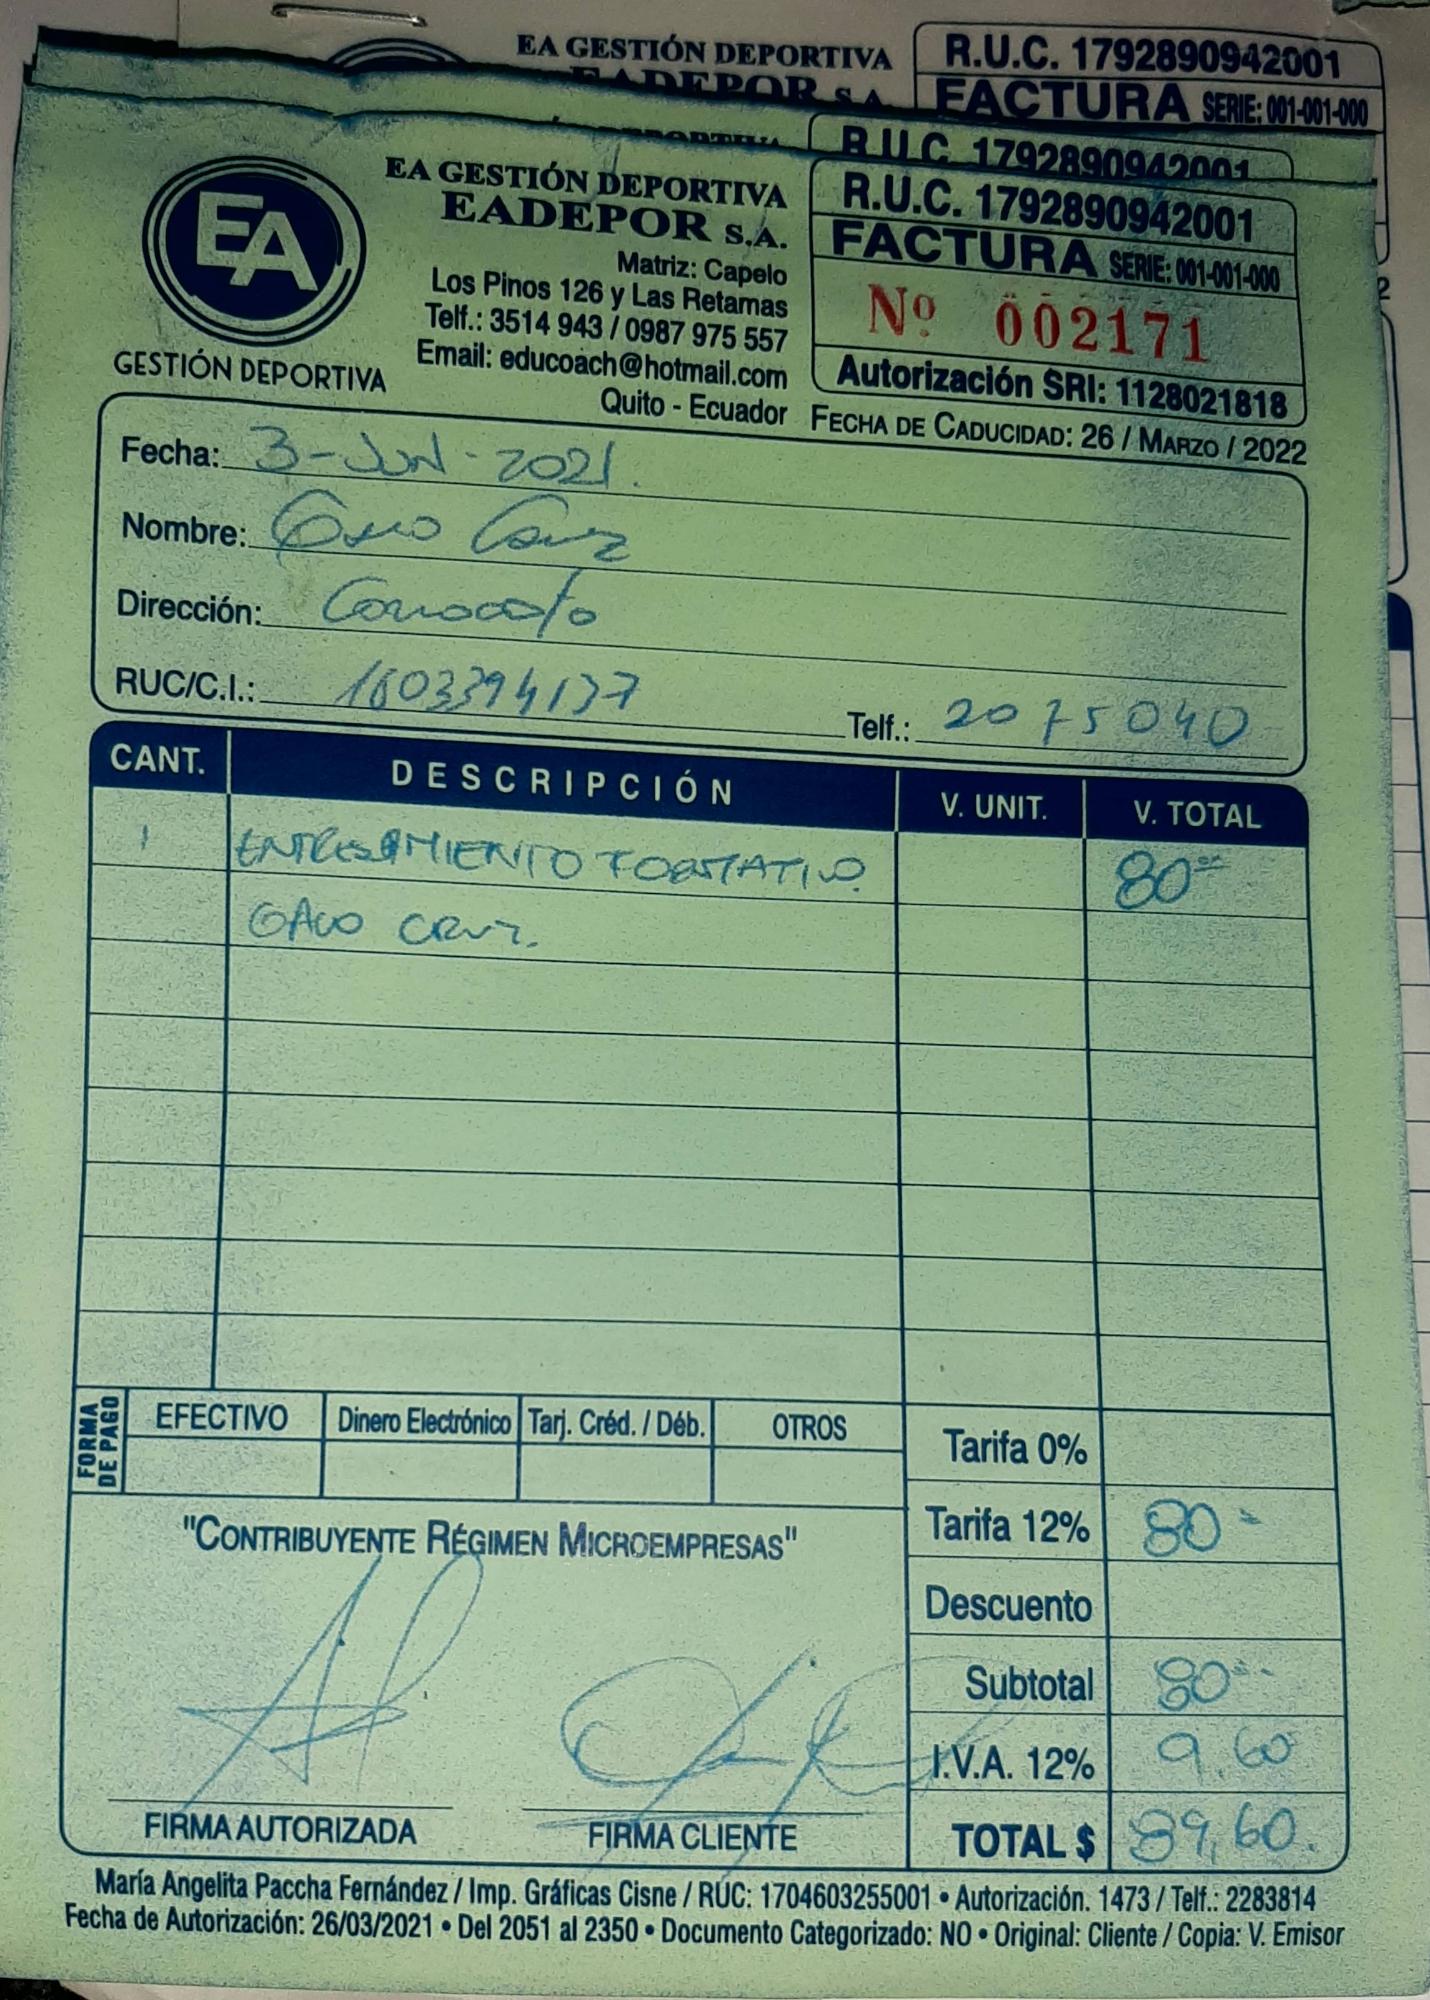 EA GESTIÓN DEPORTIVA
EADEPOR S.A.
R.U.C. 1792890942001
FACTURA SERIE: 001-001-000
R.U.C. 1792890942001
EA
GESTIÓN DEPORTIVA
EA GESTIÓN DEPORTIVA
EADEPOR S.A.
Matriz: Capelo
Los Pinos 126 y Las Retamas
Telf.: 3514 943 / 0987 975 557
Email: educoach@hotmail.com
Quito - Ecuador
R.U.C. 1792890942001
FACTURA SERIE: 001-001-000
Nº 002171
Autorización SRI: 1128021818
FECHA DE CADUCIDAD: 26 / MARZO / 2022
Fecha: 3-JUN-2021.
Nombre: Cruz
Dirección: Conocoto
RUC/C.I.: 1603394137
Telf.: 2075040
CANT. DESCRIPCIÓN V. UNIT. V. TOTAL
1 ENTRENAMIENTO FORMATIVO. 80
CRUZ.
FORMA DE PAGO
EFECTIVO Dinero Electrónico Tarj. Créd. / Déb. OTROS
Tarifa 0%
Tarifa 12% 80
Descuento
Subtotal 80
I.V.A. 12% 9.60
TOTAL $ 89,60.
"CONTRIBUYENTE RÉGIMEN MICROEMPRESAS"
FIRMA AUTORIZADA FIRMA CLIENTE
María Angelita Paccha Fernández / Imp. Gráficas Cisne / RUC: 1704603255001 • Autorización. 1473 / Telf.: 2283814
Fecha de Autorización: 26/03/2021 • Del 2051 al 2350 • Documento Categorizado: NO • Original: Cliente / Copia: V. Emisor